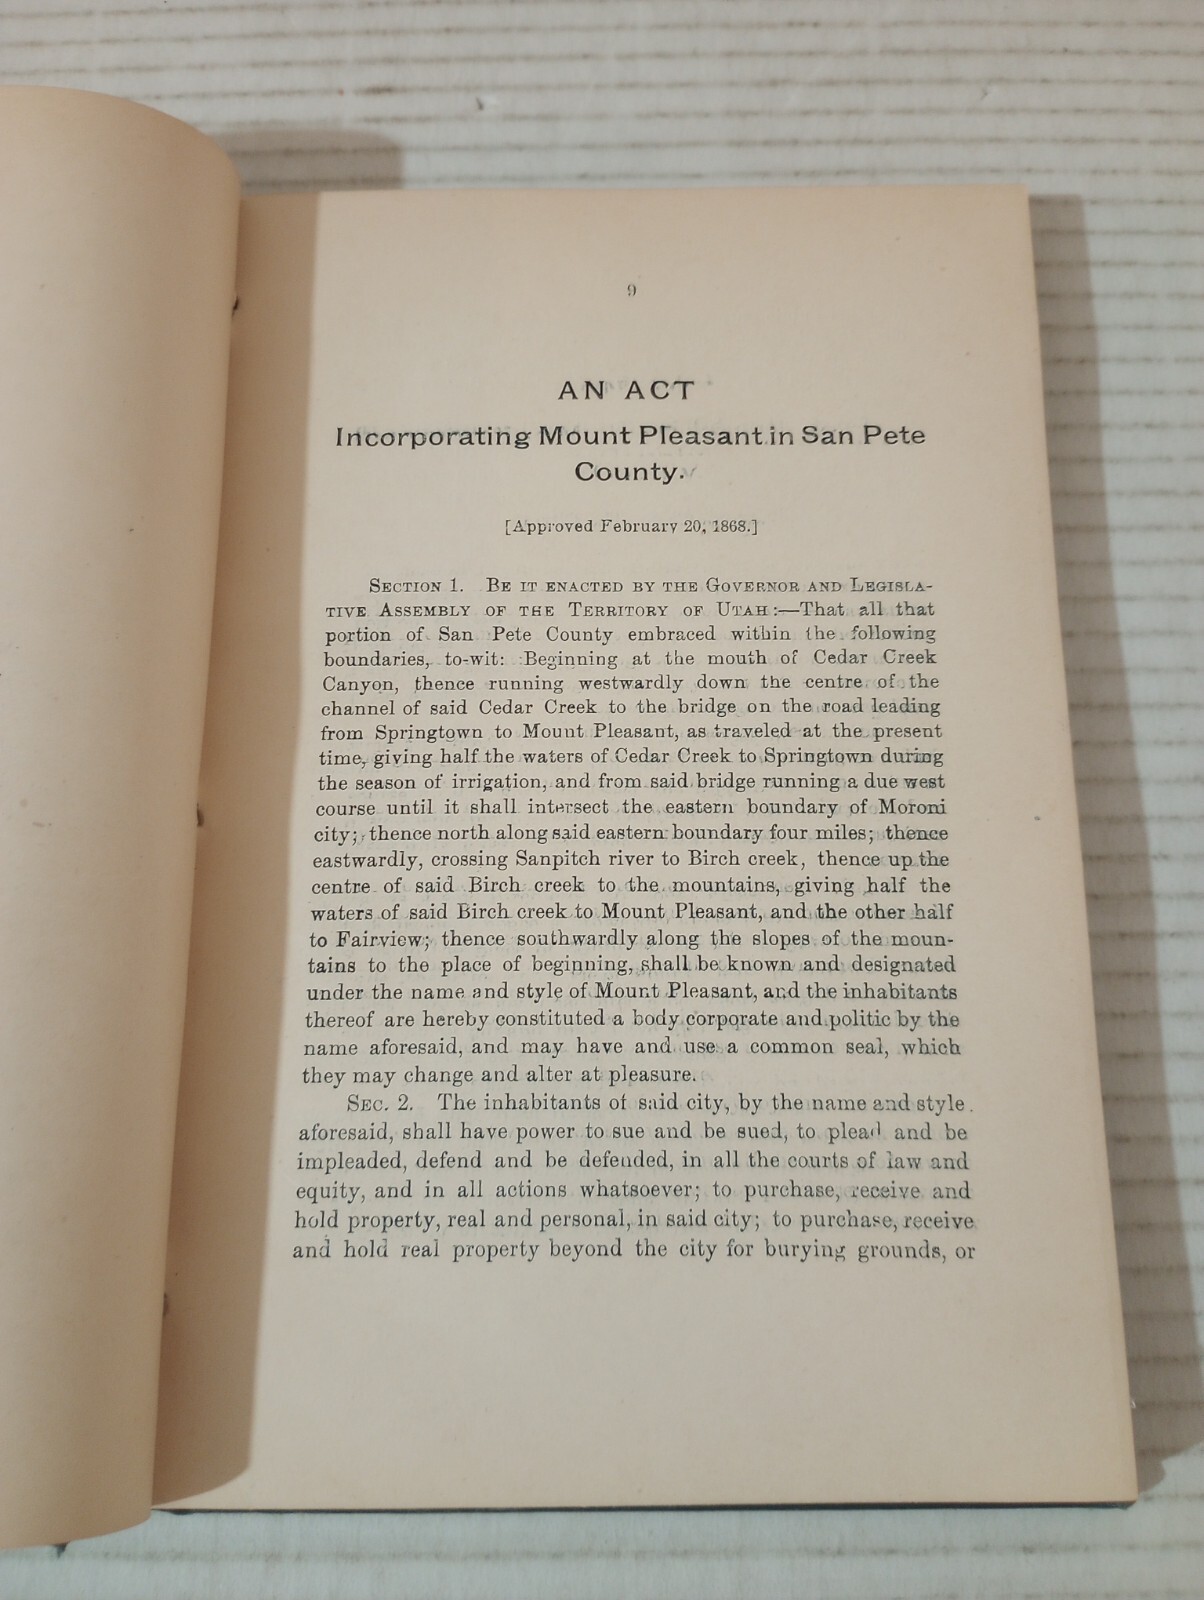 9
AN ACT
Incorporating Mount Pleasant in San Pete
County.
[Approved February 20, 1868.]
SECTION 1. BE IT ENACTED BY THE GOVERNOR AND LEGISLA-
TIVE ASSEMBLY OF THE TERRITORY OF UTAH:—That all that
portion of San Pete County embraced within the following
boundaries, to-wit: Beginning at the mouth of Cedar Creek
Canyon, thence running westwardly down the centre of the
channel of said Cedar Creek to the bridge on the road leading
from Springtown to Mount Pleasant, as traveled at the present
time, giving half the waters of Cedar Creek to Springtown during
the season of irrigation, and from said bridge running a due west
course until it shall intersect the eastern boundary of Moroni
city; thence north along said eastern boundary four miles; thence
eastwardly, crossing Sanpitch river to Birch creek, thence up the
centre of said Birch creek to the mountains, giving half the
waters of said Birch creek to Mount Pleasant, and the other half
to Fairview; thence southwardly along the slopes of the moun-
tains to the place of beginning, shall be known and designated
under the name and style of Mount Pleasant, and the inhabitants
thereof are hereby constituted a body corporate and politic by the
name aforesaid, and may have and use a common seal, which
they may change and alter at pleasure.
SEC. 2. The inhabitants of said city, by the name and style
aforesaid, shall have power to sue and be sued, to plead and be
impleaded, defend and be defended, in all the courts of law and
equity, and in all actions whatsoever; to purchase, receive and
hold property, real and personal, in said city; to purchase, receive
and hold real property beyond the city for burying grounds, or